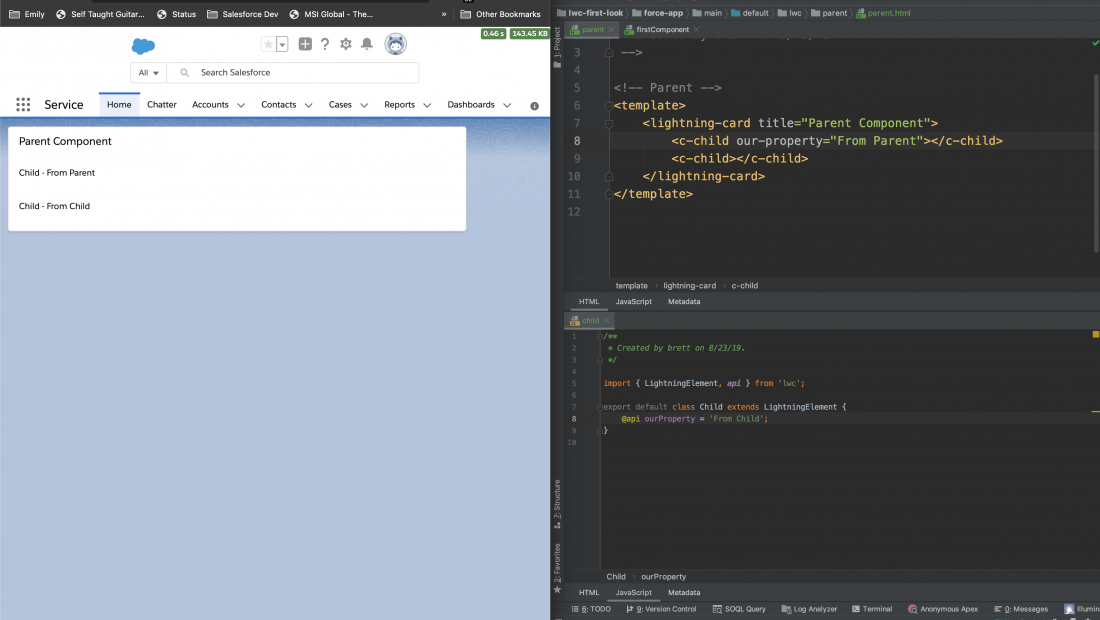 Emily Self Taught Guitar... Status Salesforce Dev MSI Global - The... » Other Bookmarks
0.46 s 143.45 KB
All Search Salesforce
Service Home Chatter Accounts Contacts Cases Reports Dashboards
Parent Component
Child - From Parent
Child - From Child
lwc-first-look force-app main default lwc parent parent.html
parent firstComponent
1: Project
3 -->
4
5 <!-- Parent -->
6 <template>
7 <lightning-card title="Parent Component">
8 <c-child our-property="From Parent"></c-child>
9 <c-child></c-child>
10 </lightning-card>
11 </template>
12
template lightning-card c-child
HTML JavaScript Metadata
child
1 /**
2 * Created by brett on 8/23/19.
3 */
4
5 import { LightningElement, api } from 'lwc';
6
7 export default class Child extends LightningElement {
8 @api ourProperty = 'From Child';
9 }
10
Z: Structure
2: Favorites
Child ourProperty
HTML JavaScript Metadata
6: TODO 9: Version Control SOQL Query Log Analyzer Terminal Anonymous Apex 0: Messages Illumin